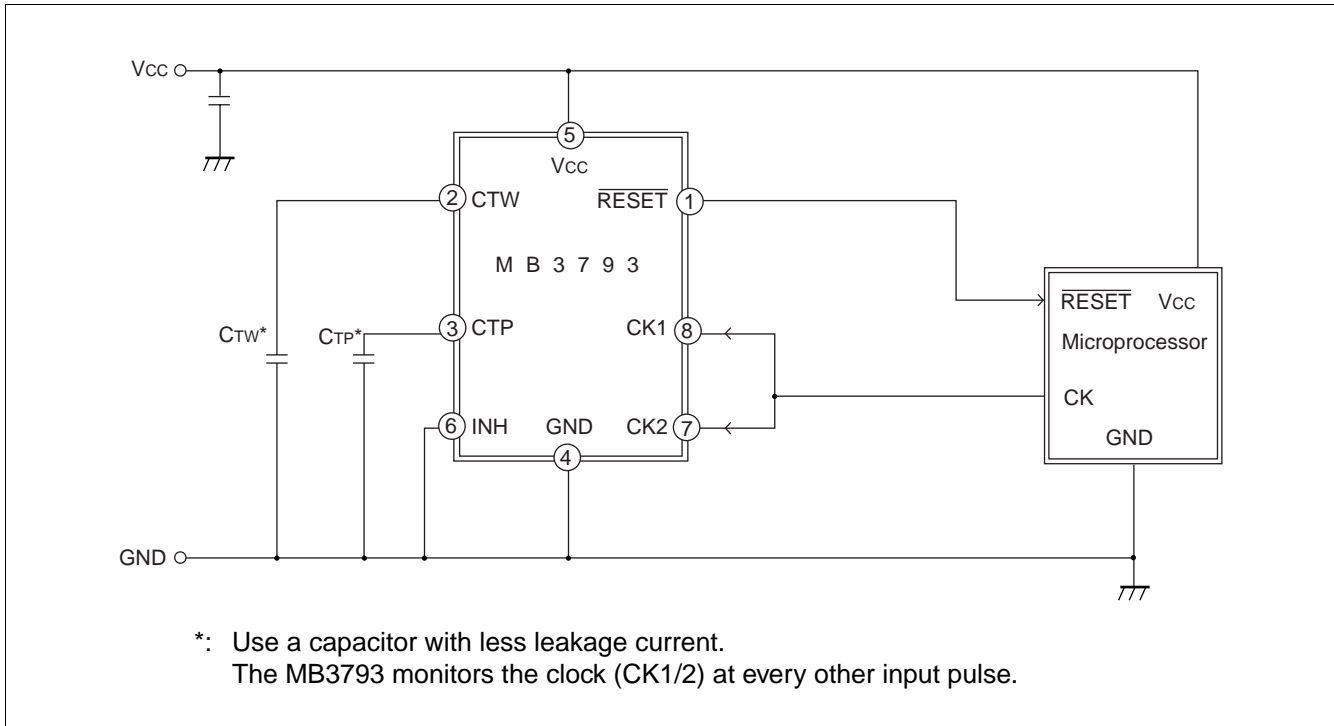 VCC
5
VCC
2 CTW
RESET 1
M B 3 7 9 3
RESET VCC
CTW*
CTP*
3 CTP
CK1 8
Microprocessor
CK
6 INH
GND
CK2 7
GND
4
GND
*: Use a capacitor with less leakage current.
The MB3793 monitors the clock (CK1/2) at every other input pulse.